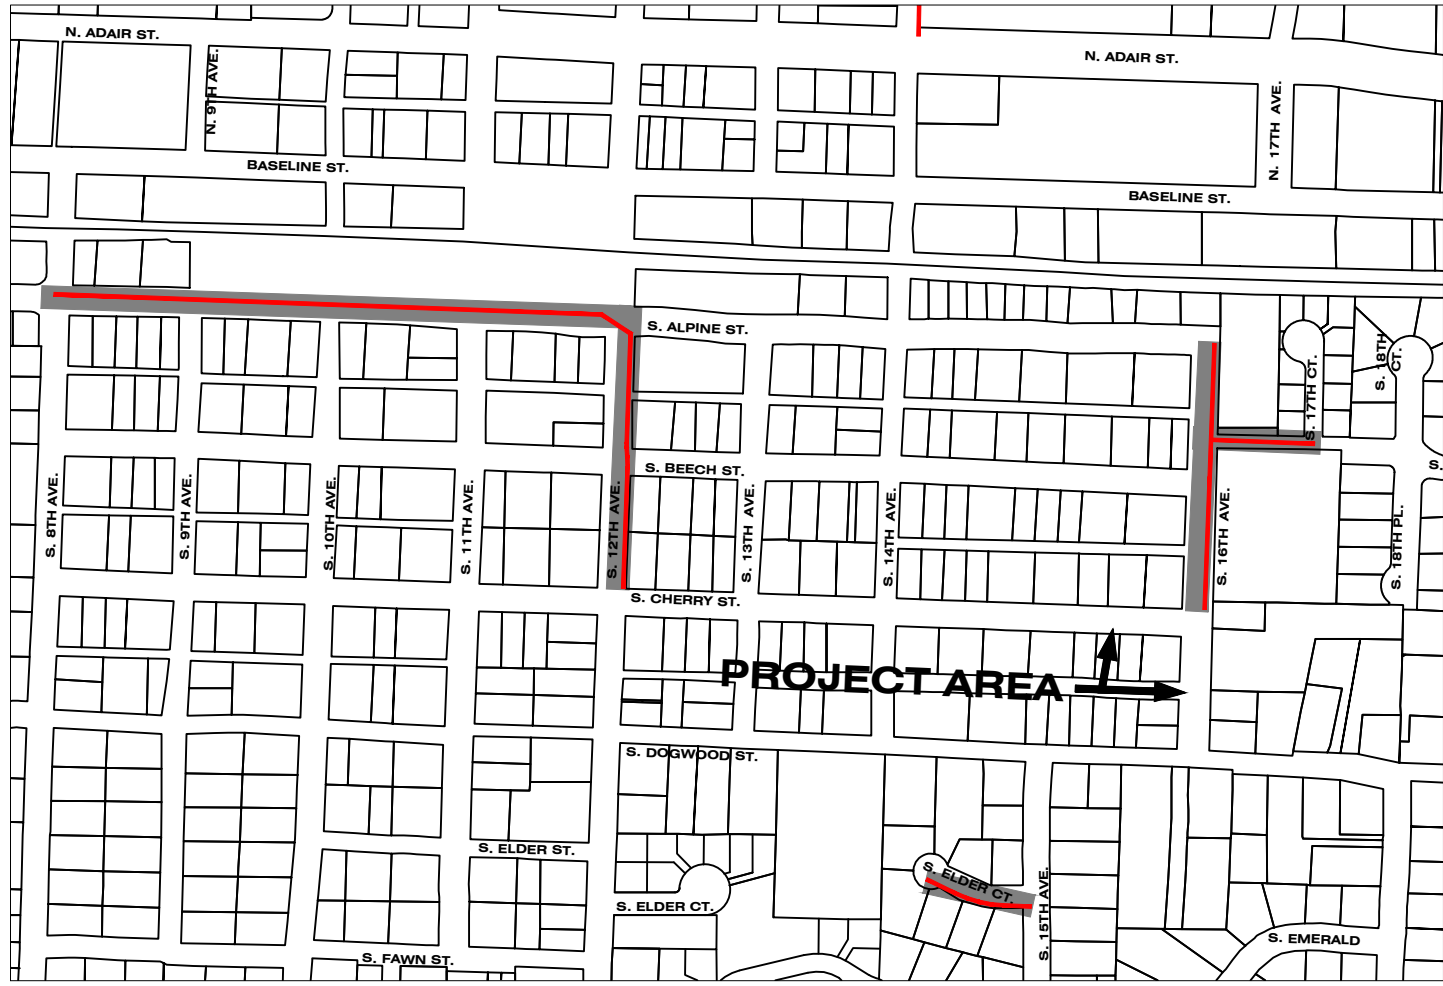 N. ADAIR ST.
N. ADAIR ST.
N. 9TH AVE.
N. 17TH AVE.
BASELINE ST.
BASELINE ST.
S. ALPINE ST.
S. 17TH CT.
S. 18TH
CT.
S. BEECH ST.
S.
S. 8TH AVE.
S. 9TH AVE.
S. 10TH AVE.
S. 11TH AVE.
S. 12TH AVE.
S. 13TH AVE.
S. 14TH AVE.
S. 16TH AVE.
S. 18TH PL.
S. CHERRY ST.
PROJECT AREA
S. DOGWOOD ST.
S. ELDER ST.
S. ELDER CT.
S. ELDER CT.
S. 15TH AVE.
S. EMERALD
S. FAWN ST.